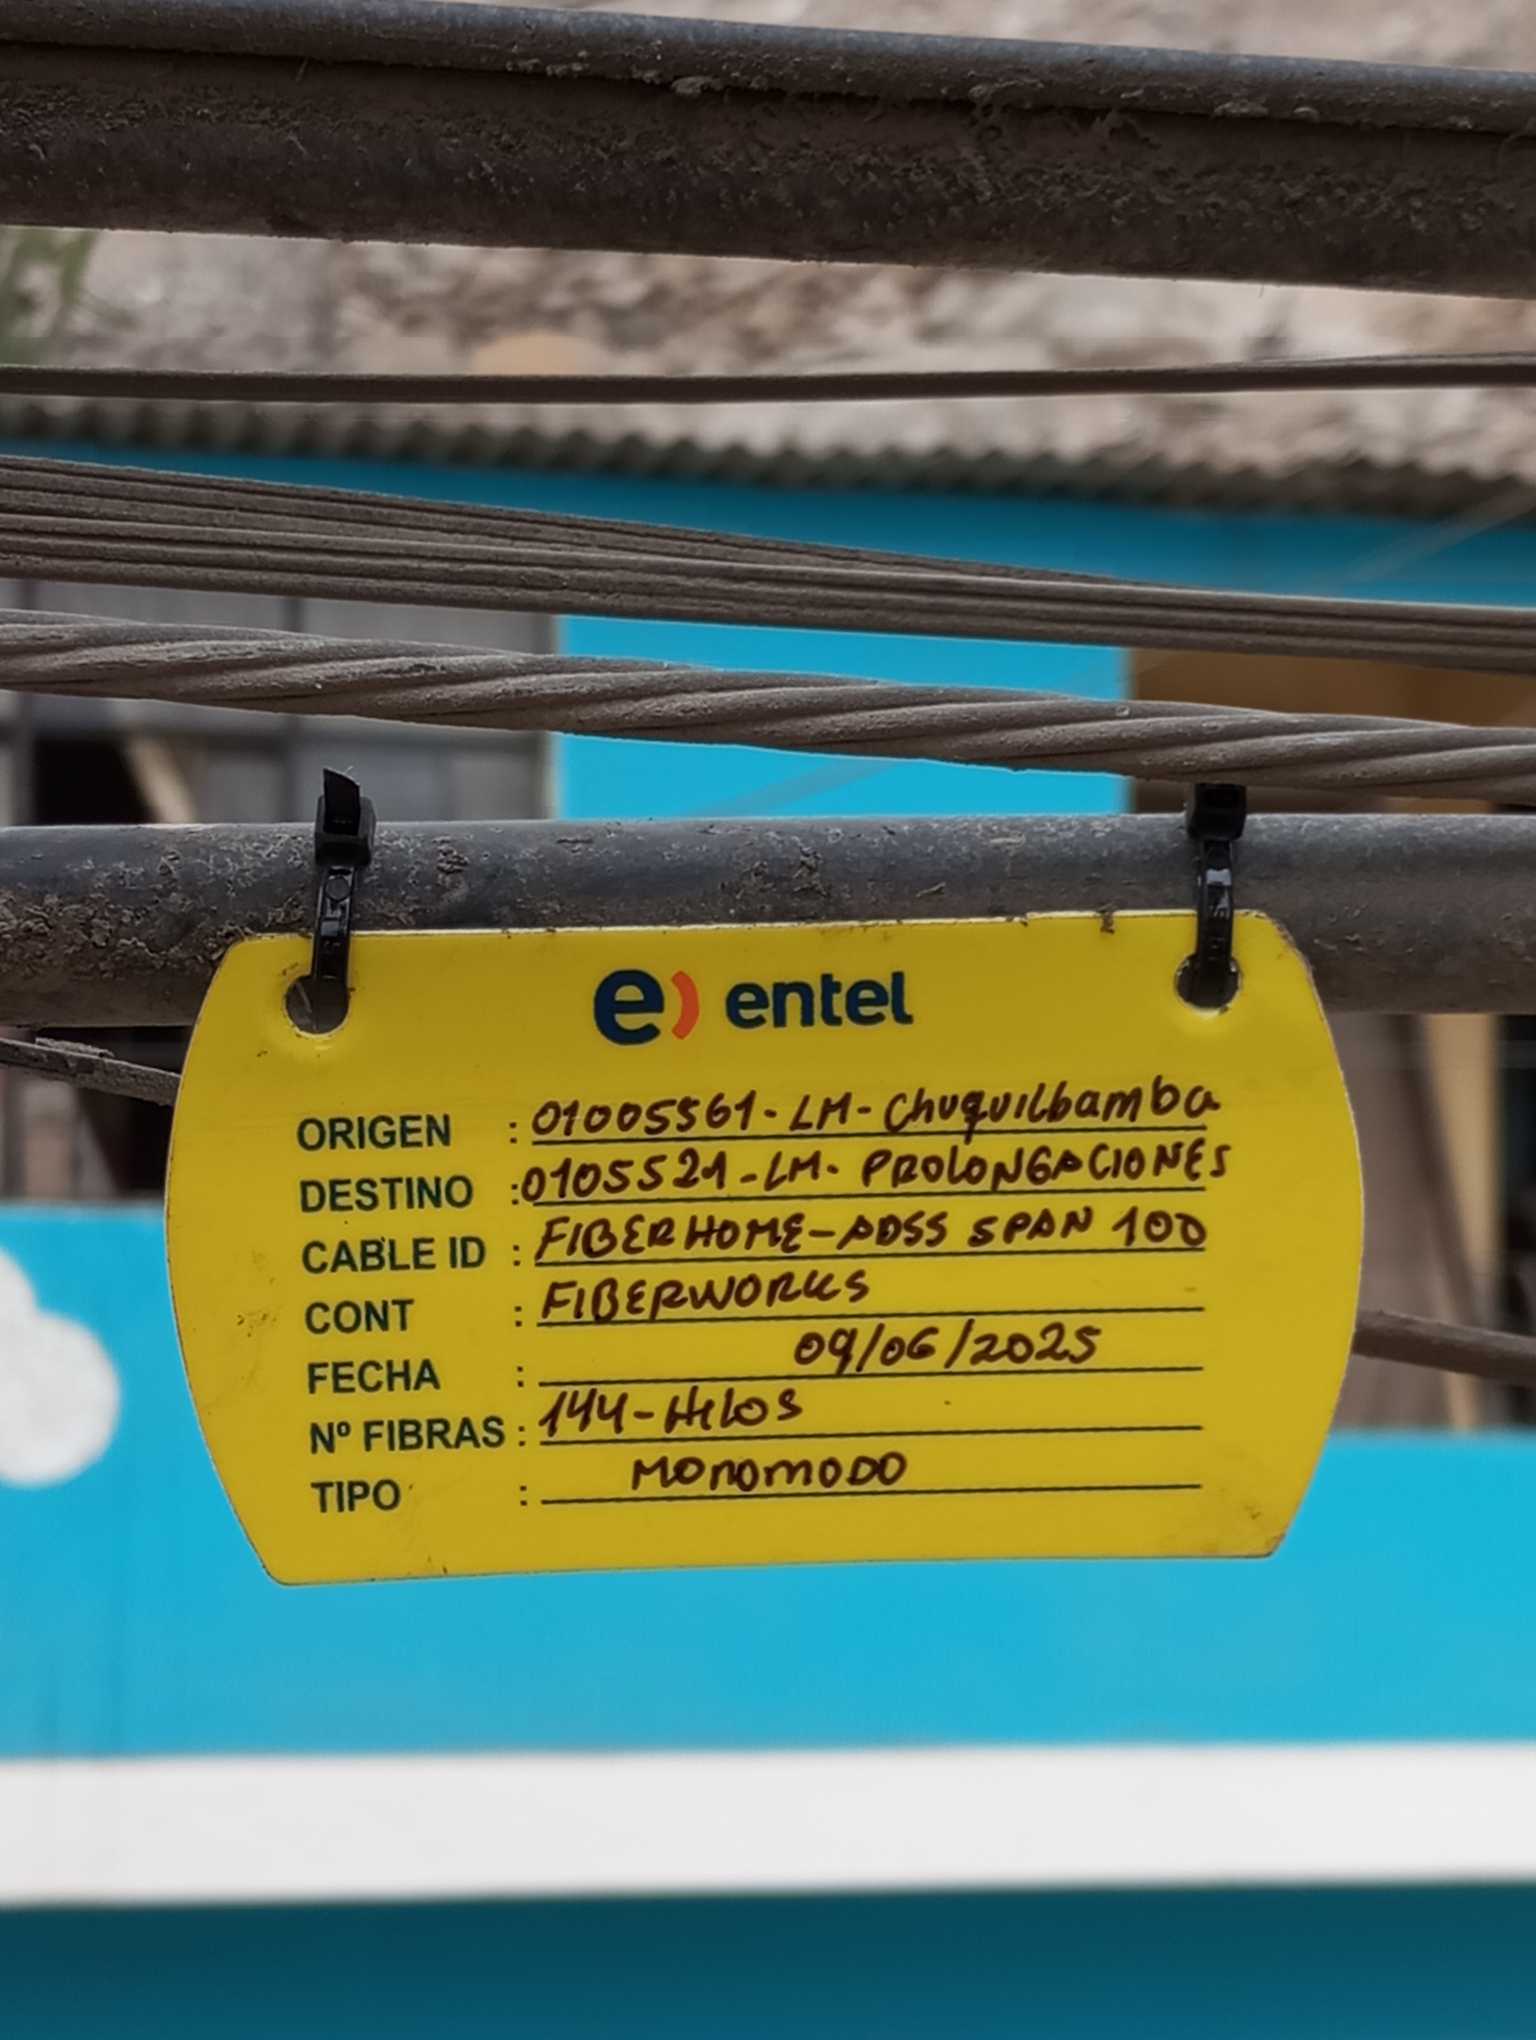 e) entel
ORIGEN : 01005561-LM-Chuquilbamba
DESTINO : 0105521-LM-PROLONGACIONES
CABLE ID : FIBERHOME-ADSS SPAN 100
CONT : FIBERWORKS
FECHA : 09/06/2025
Nº FIBRAS : 144-HILOS
TIPO : MONOMODO